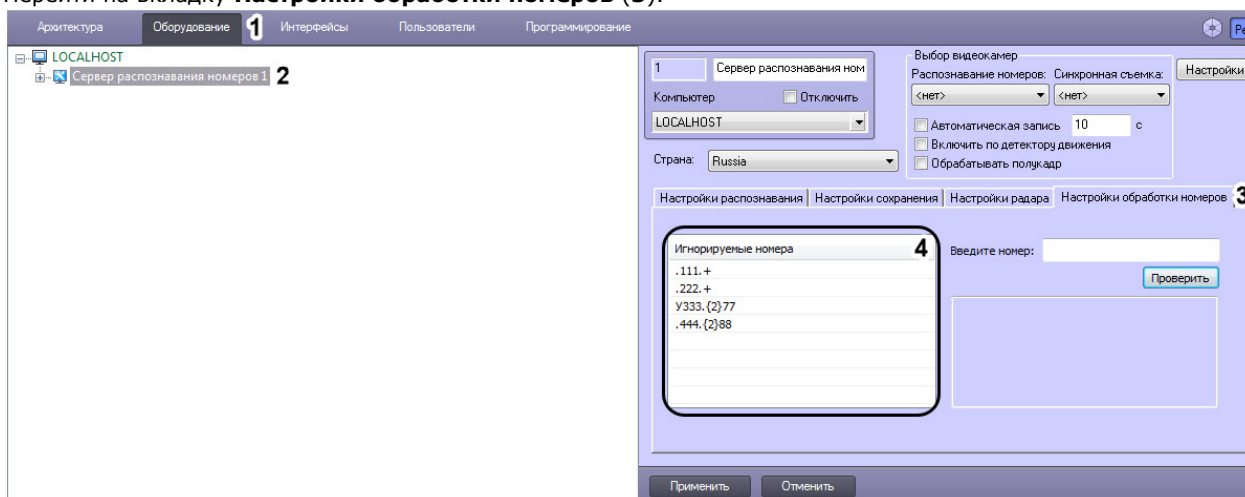 Перейти на вкладку Настройки обработки номеров (3).
Архитектура Оборудование 1 Интерфейсы Пользователи Программирование
LOCALHOST
Сервер распознавания номеров 1 2
1 Сервер распознавания ном
Компьютер Отключить
LOCALHOST
Страна: Russia
Выбор видеокамер
Распознавание номеров: Синхронная съемка: Настройки
<нет> <нет>
Автоматическая запись 10 с
Включить по детектору движения
Обрабатывать полукадр
Настройки распознавания Настройки сохранения Настройки радара Настройки обработки номеров 3
Игнорируемые номера 4
.111.+
.222.+
У333.{2}77
.444.{2}88
Введите номер:
Проверить
Применить Отменить